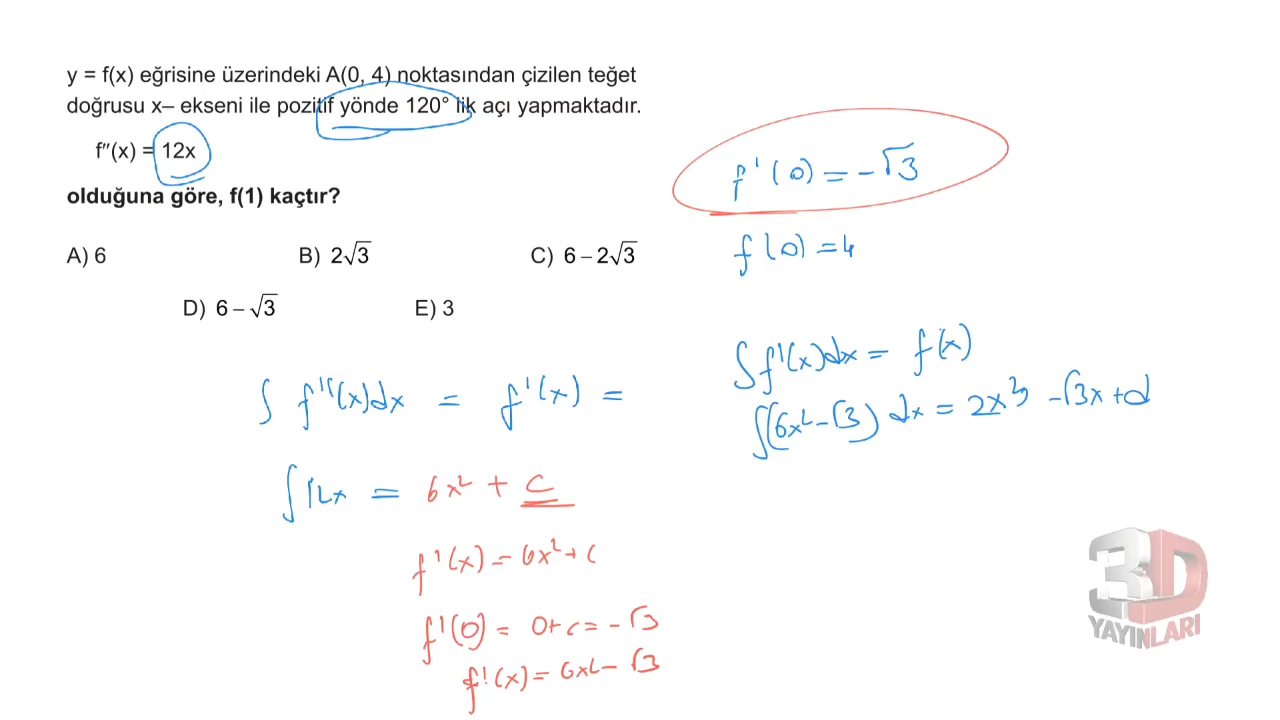 y = f(x) eğrisine üzerindeki A(0, 4) noktasından çizilen teğet
doğrusu x– ekseni ile pozitif yönde 120° lik açı yapmaktadır.
f″(x) = 12x
olduğuna göre, f(1) kaçtır?
A) 6 B) 2√3 C) 6 – 2√3
D) 6 – √3 E) 3
f'(0) = -√3
f(0) = 4
∫ f'(x)dx = f(x)
∫(6x² - √3) dx = 2x³ - √3x + d
∫ f''(x)dx = f'(x) =
∫ 12x = 6x² + c
f'(x) = 6x² + c
f'(0) = 0 + c = -√3
f'(x) = 6x² - √3
3D
YAYINLARI